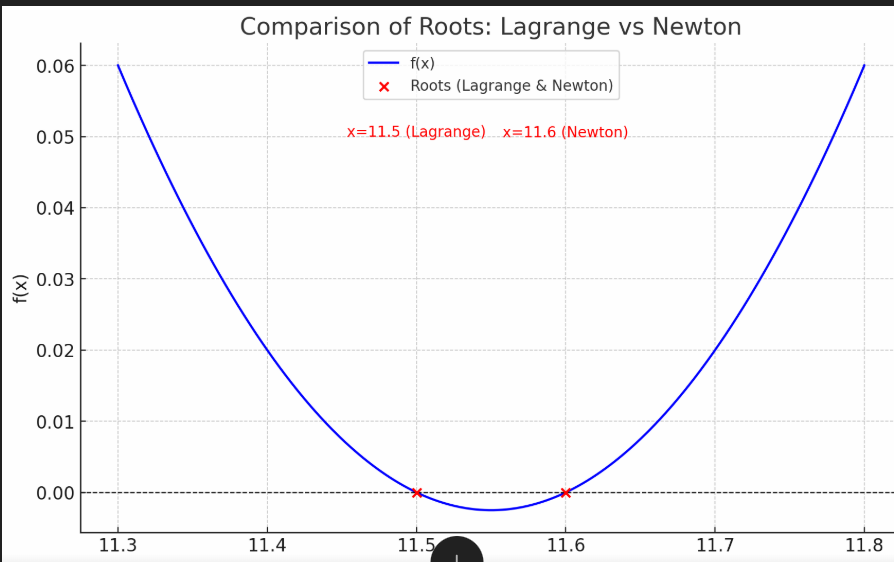 Comparison of Roots: Lagrange vs Newton
f(x)
Roots (Lagrange & Newton)
x=11.5 (Lagrange) x=11.6 (Newton)
0.06
0.05
0.04
0.03
0.02
0.01
0.00
f(x)
11.3 11.4 11.5 11.6 11.7 11.8